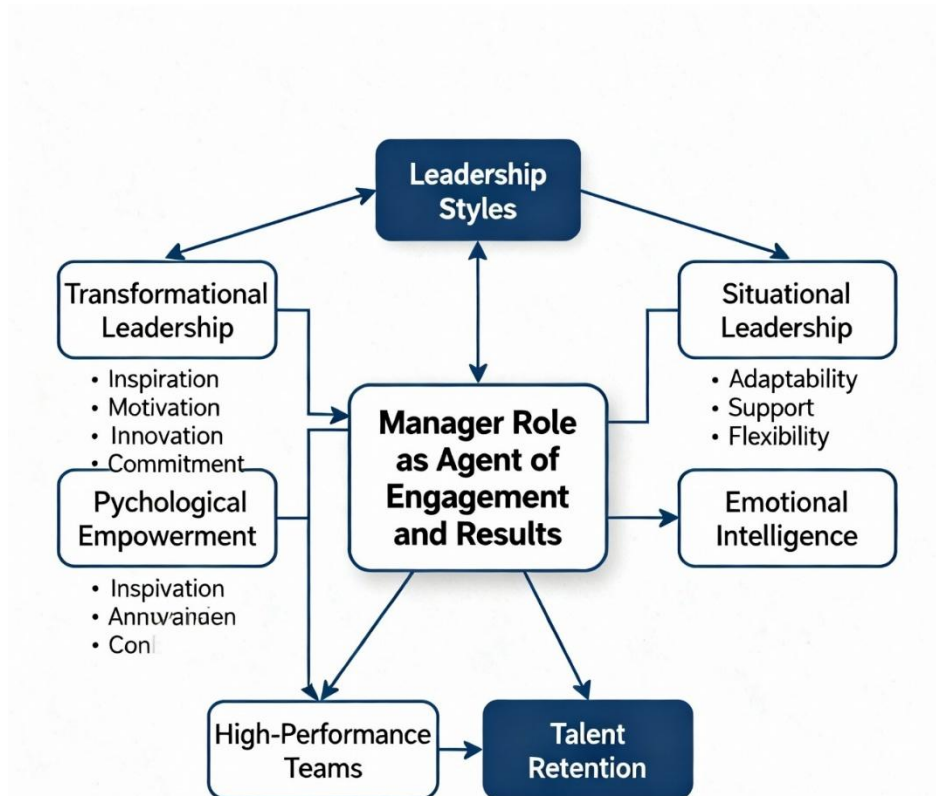 Leadership
Styles
Transformational
Leadership
• Inspiration
• Motivation
• Innovation
• Commitment
Situational
Leadership
• Adaptability
• Support
• Flexibility
Manager Role
as Agent of
Engagement
and Results
Pychological
Empowerment
• Inspivation
• Con
Emotional
Intelligence
High-Performance
Teams
Talent
Retention